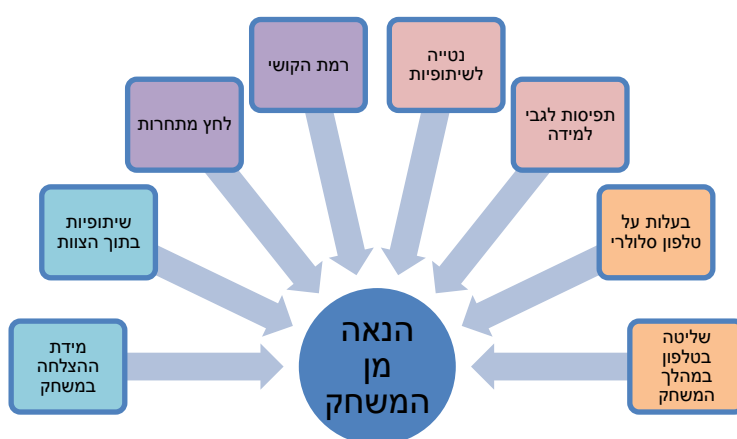 נטייה
לשיתופיות
רמת הקושי
תפיסות לגבי
למידה
לחץ מתחרות
בעלות על
טלפון סלולרי
שיתופיות
בתוך הצוות
שליטה
בטלפון
במהלך
המשחק
מידת
ההצלחה
במשחק
הנאה
מן
המשחק